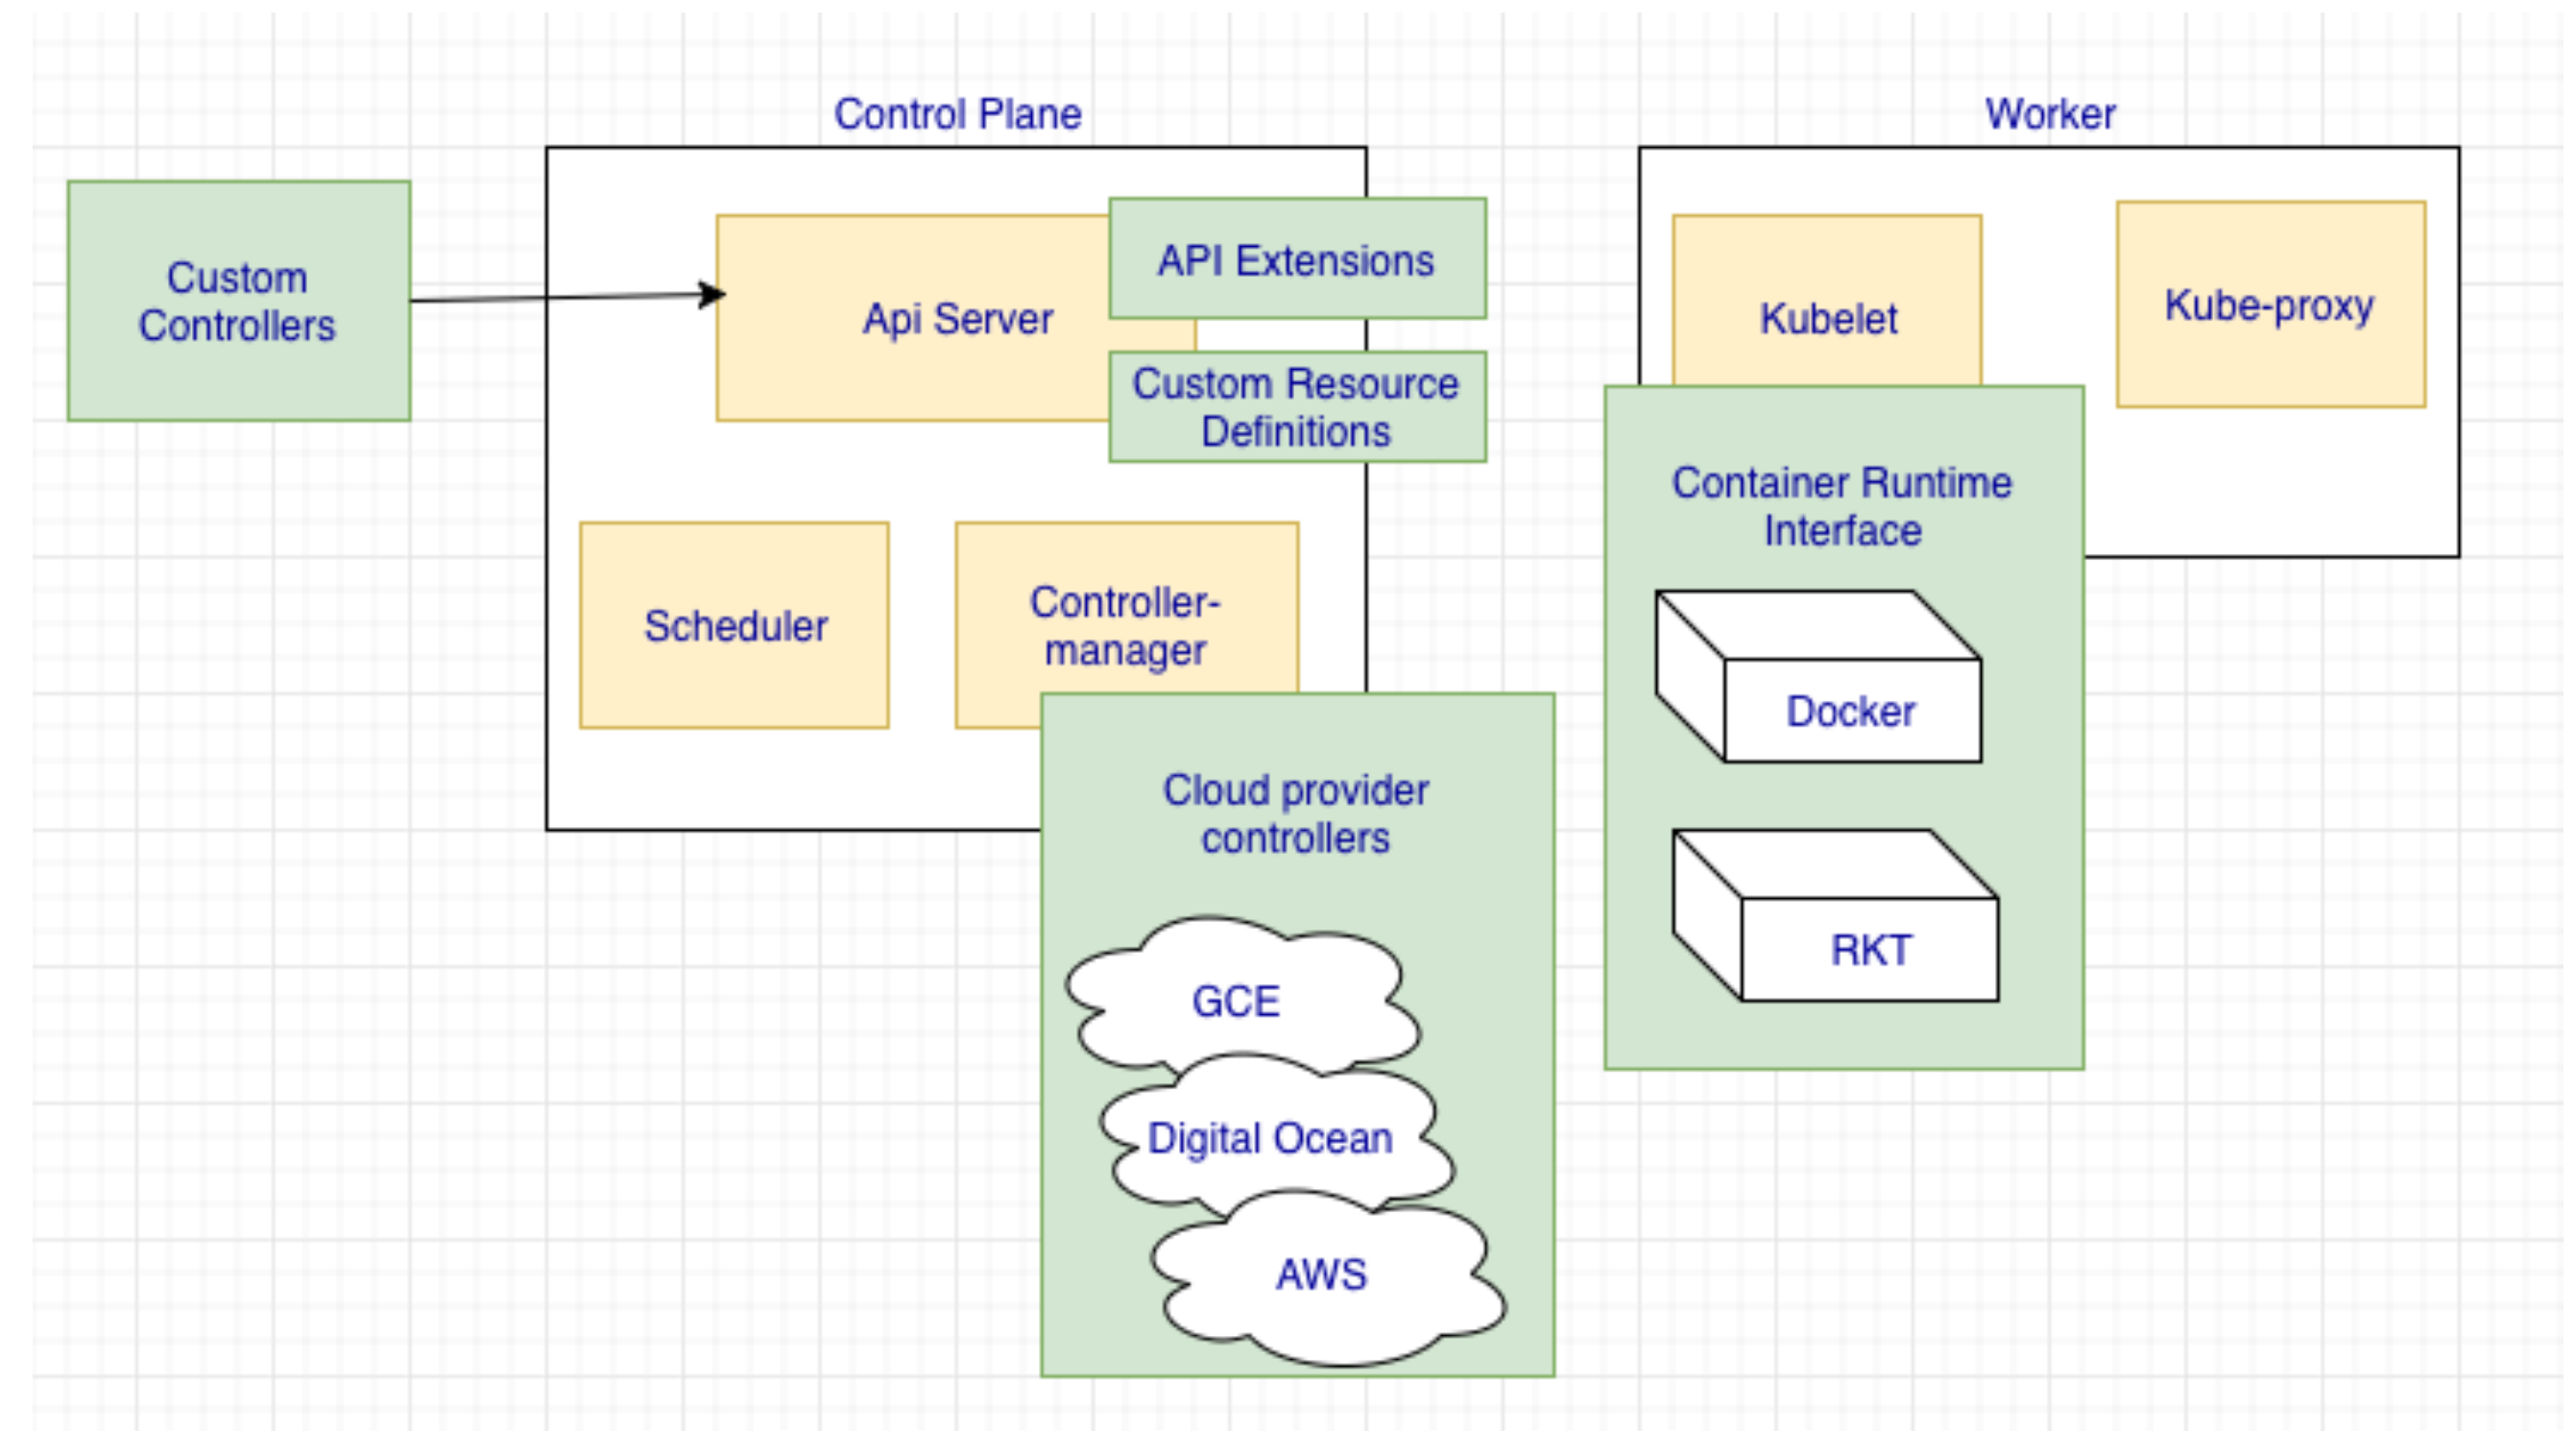 Control Plane
Worker
Custom
Controllers
Api Server
API Extensions
Custom Resource
Definitions
Kubelet
Kube-proxy
Scheduler
Controller-
manager
Container Runtime
Interface
Docker
RKT
Cloud provider
controllers
GCE
Digital Ocean
AWS